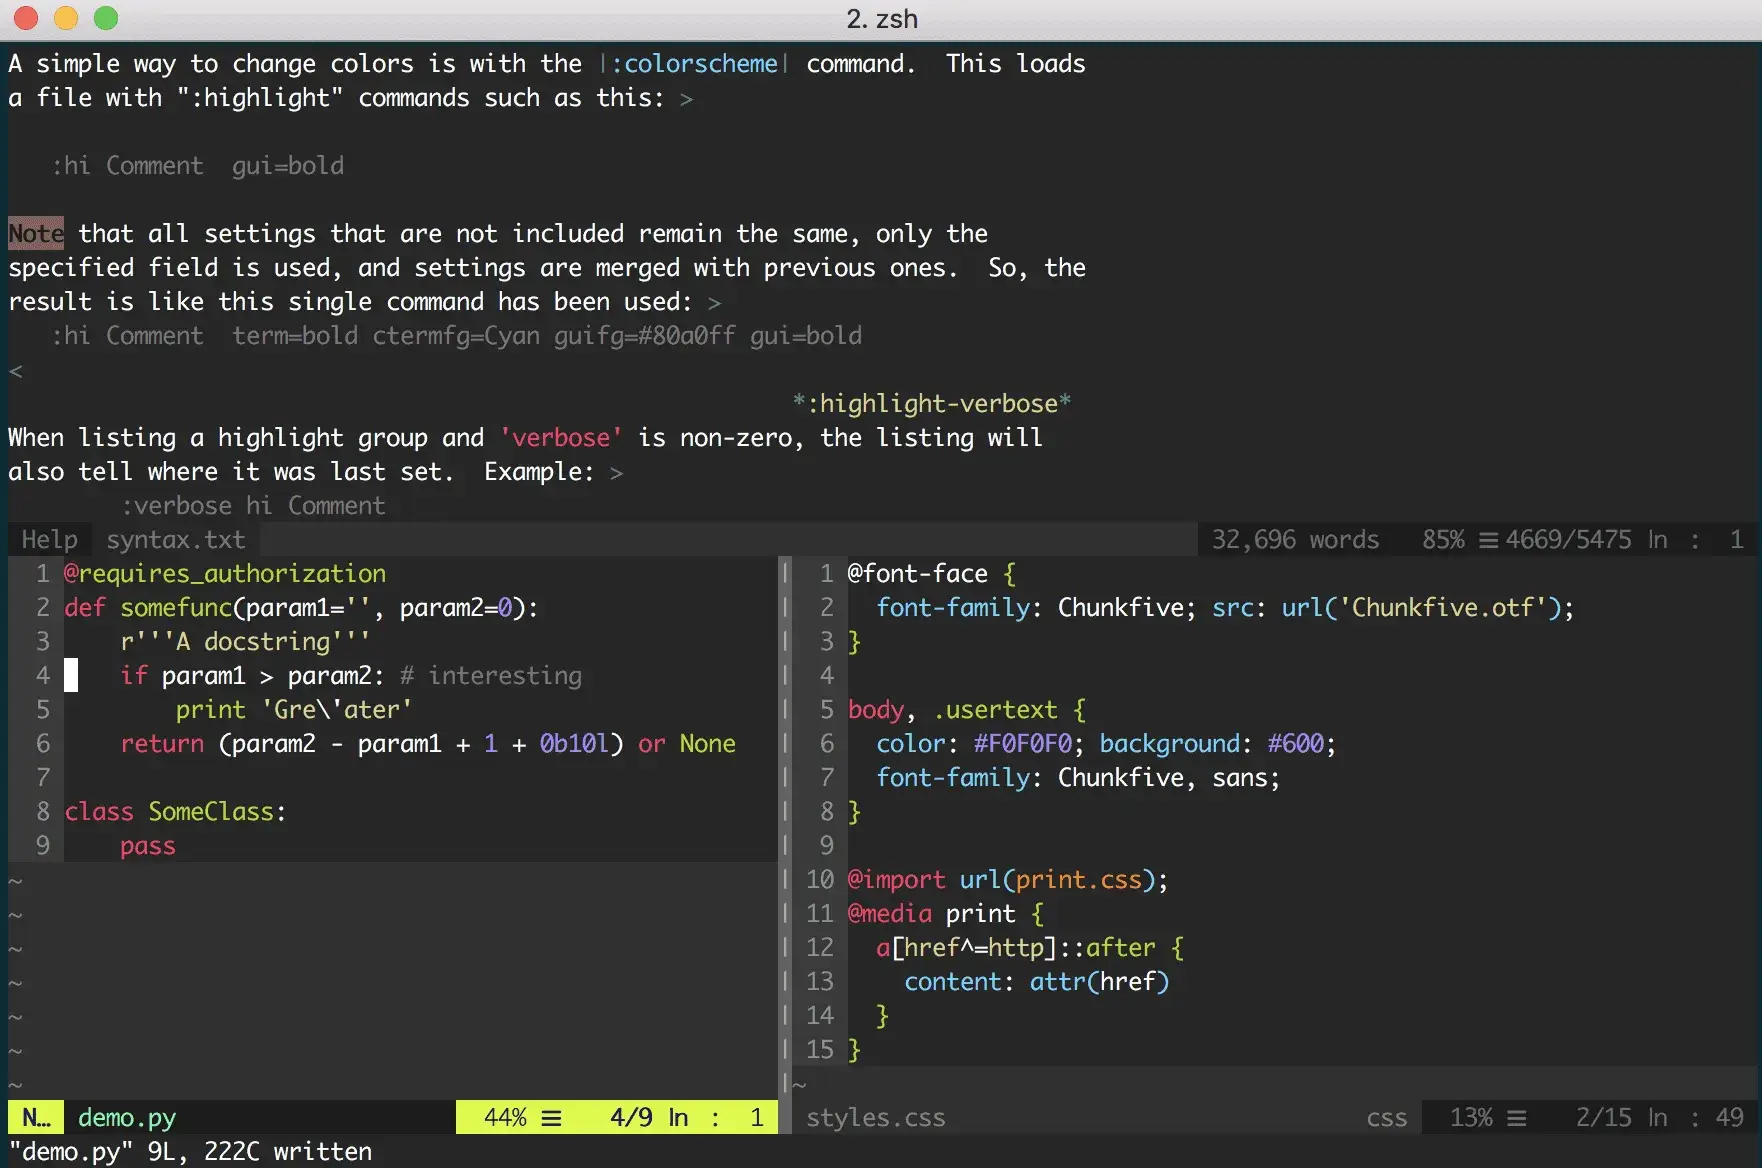 2. zsh
A simple way to change colors is with the |:colorscheme| command.  This loads
a file with ":highlight" commands such as this: >
:hi Comment  gui=bold
Note that all settings that are not included remain the same, only the
specified field is used, and settings are merged with previous ones.  So, the
result is like this single command has been used: >
:hi Comment  term=bold ctermfg=Cyan guifg=#80a0ff gui=bold
<
*:highlight-verbose*
When listing a highlight group and 'verbose' is non-zero, the listing will
also tell where it was last set.  Example: >
:verbose hi Comment
Help  syntax.txt  32,696 words  85% ≡ 4669/5475 ln :  1
1 @requires_authorization
2 def somefunc(param1='', param2=0):
3     r'''A docstring'''
4     if param1 > param2: # interesting
5         print 'Gre\'ater'
6     return (param2 - param1 + 1 + 0b10l) or None
7
8 class SomeClass:
9     pass
~
~
~
~
~
~
~
N… demo.py  44% ≡  4/9 ln :  1
1 @font-face {
2   font-family: Chunkfive; src: url('Chunkfive.otf');
3 }
4
5 body, .usertext {
6   color: #F0F0F0; background: #600;
7   font-family: Chunkfive, sans;
8 }
9
10 @import url(print.css);
11 @media print {
12   a[href^=http]::after {
13     content: attr(href)
14   }
15 }
~
styles.css  css  13% ≡  2/15 ln : 49
"demo.py" 9L, 222C written